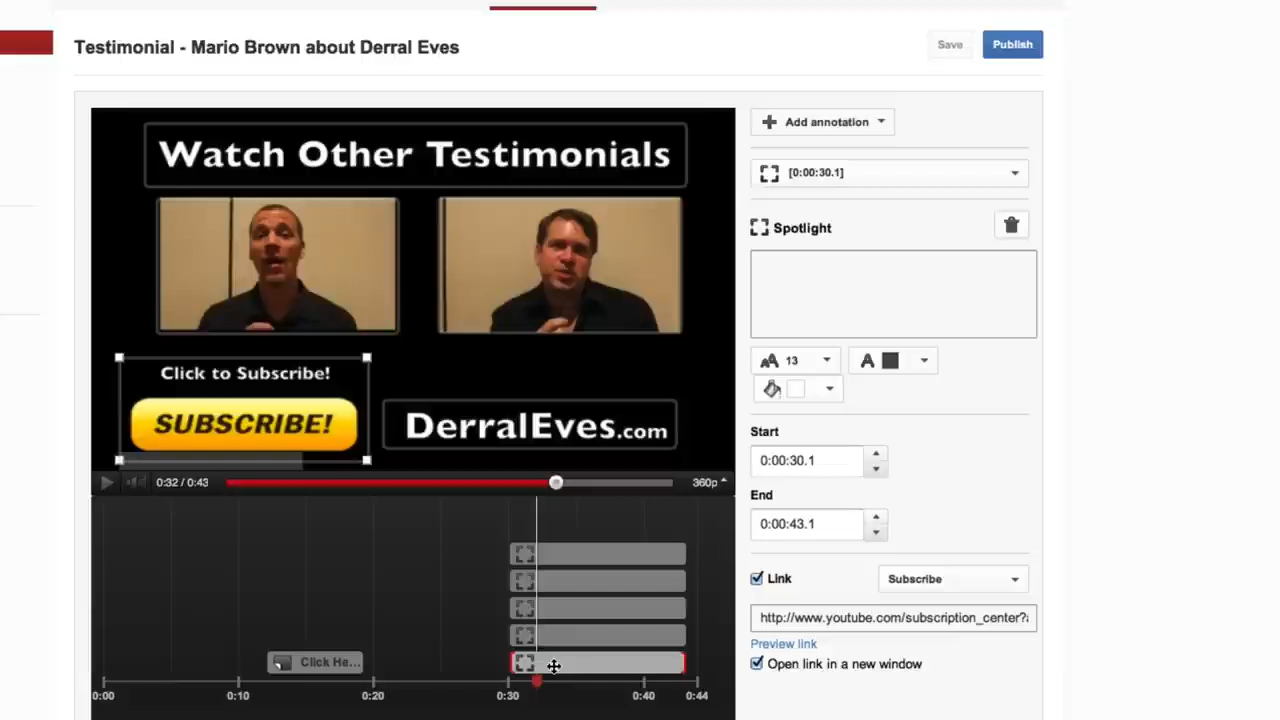 Testimonial - Mario Brown about Derral Eves
Save
Publish
Watch Other Testimonials
Click to Subscribe!
SUBSCRIBE!
DerralEves.com
0:32 / 0:43
360p
Add annotation
[0:00:30.1]
Spotlight
13
A
Start
0:00:30.1
End
0:00:43.1
Link
Subscribe
http://www.youtube.com/subscription_center?
Preview link
Open link in a new window
Click He...
0:00
0:10
0:20
0:30
0:40
0:44